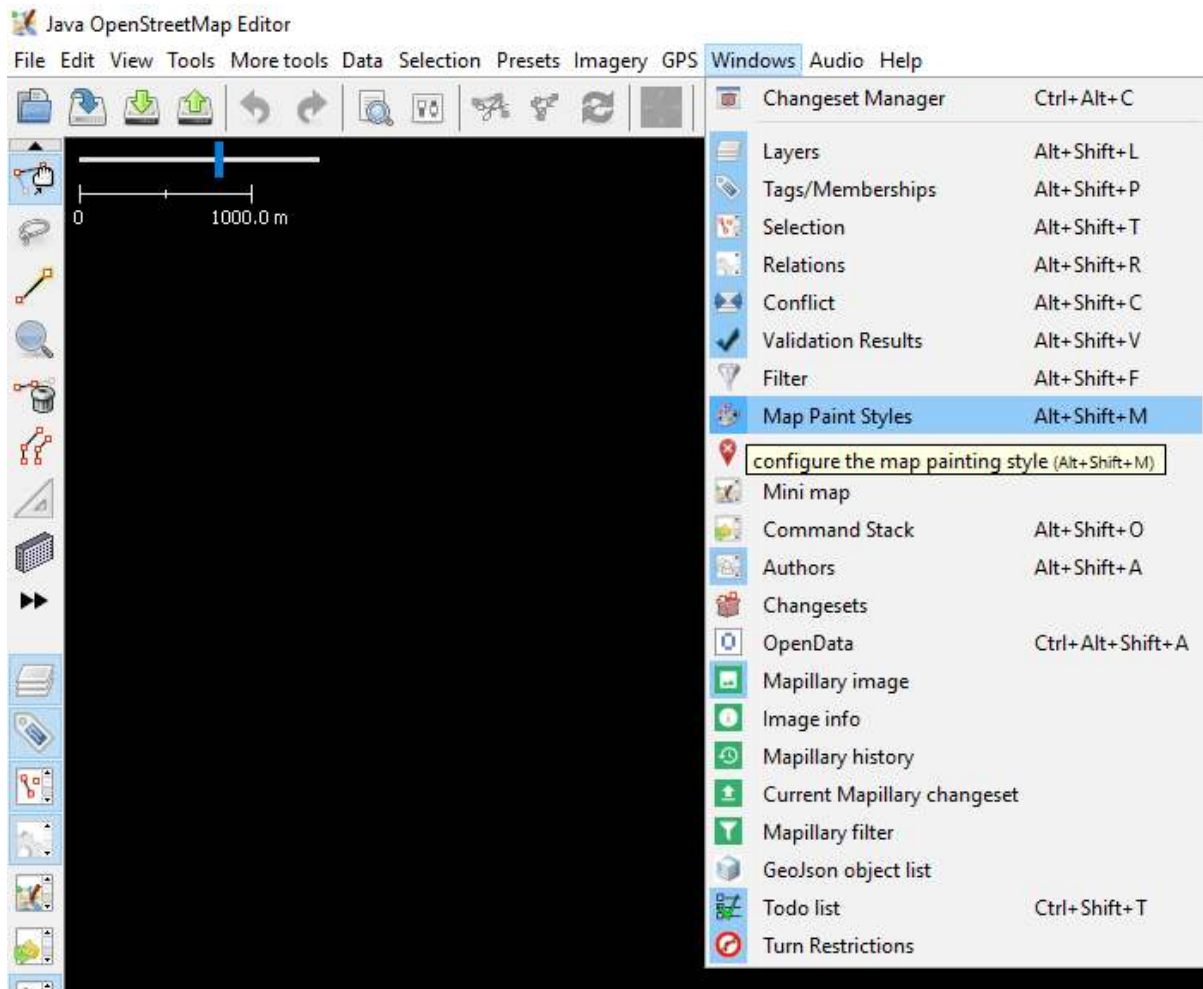 Java OpenStreetMap Editor
File Edit View Tools More tools Data Selection Presets Imagery GPS Windows Audio Help
Changeset Manager Ctrl+Alt+C
Layers Alt+Shift+L
Tags/Memberships Alt+Shift+P
0 1000.0 m
Selection Alt+Shift+T
Relations Alt+Shift+R
Conflict Alt+Shift+C
Validation Results Alt+Shift+V
Filter Alt+Shift+F
Map Paint Styles Alt+Shift+M
configure the map painting style (Alt+Shift+M)
Mini map
Command Stack Alt+Shift+O
Authors Alt+Shift+A
Changesets
OpenData Ctrl+Alt+Shift+A
Mapillary image
Image info
Mapillary history
Current Mapillary changeset
Mapillary filter
GeoJson object list
Todo list Ctrl+Shift+T
Turn Restrictions